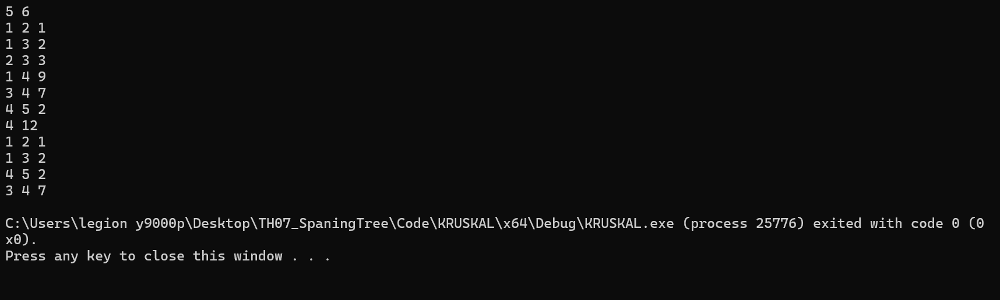 5 6
1 2 1
1 3 2
2 3 3
1 4 9
3 4 7
4 5 2
4 12
1 2 1
1 3 2
4 5 2
3 4 7
C:\Users\legion y9000p\Desktop\TH07_SpaningTree\Code\KRUSKAL\x64\Debug\KRUSKAL.exe (process 25776) exited with code 0 (0
x0).
Press any key to close this window . . .